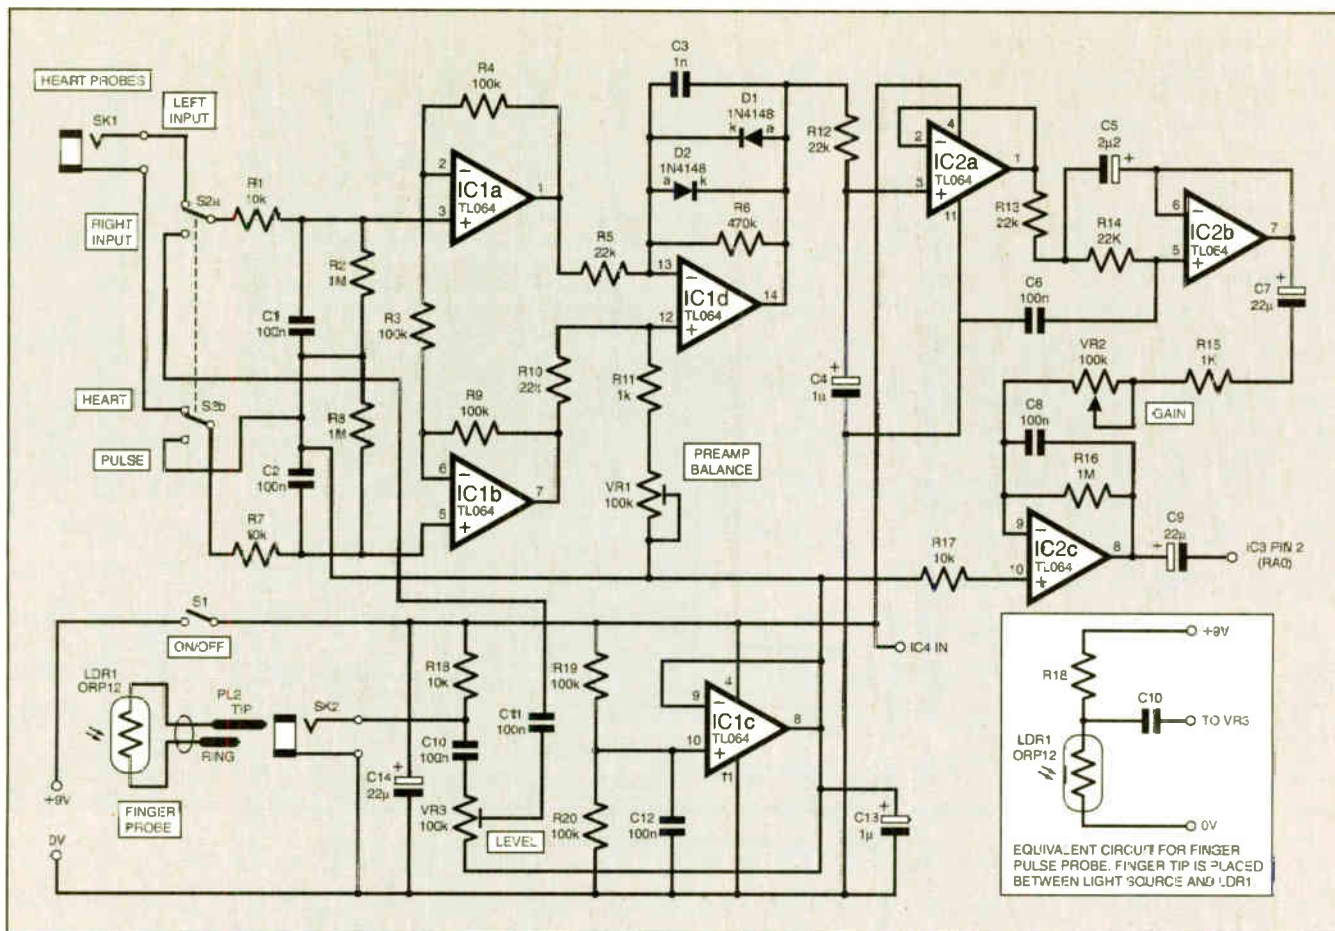 HEART PROBES
SK1
LEFT
INPUT
S2a
R1
10k
RIGHT
INPUT
HEART
S2b
PULSE
R7
10k
C1
100n
C2
100n
R2
1M
R8
1M
R3
100k
R4
100k
2
3
IC1a
TL064
1
R9
100k
6
5
IC1b
TL064
7
R5
22k
R10
22k
C3
1n
D1
1N4148
k a
D2
1N4148
a k
R6
470k
13
12
IC1d
TL064
14
R11
1k
VR1
100k
PREAMP
BALANCE
R12
22k
C4
1µ
+
2
3
4
11
IC2a
TL064
1
R13
22k
C5
2µ2
+
R14
22K
C6
100n
6
5
IC2b
TL064
7
C7
22µ
+
VR2
100k
GAIN
R15
1K
C8
100n
R16
1M
R17
10k
9
10
IC2c
TL064
8
C9
22µ
+
IC3 PIN 2
(RA0)
S1
ON/OFF
LDR1
ORP12
PL2
TIP
RING
SK2
FINGER
PROBE
+9V
0V
C14
22µ
+
R18
10k
C10
100n
VR3
100k
LEVEL
C11
100n
R19
100k
R20
100k
C12
100n
9
10
4
11
IC1c
TL064
8
C13
1µ
+
IC4 IN
+9V
R18
C10
TO VR3
LDR1
ORP12
0V
EQUIVALENT CIRCUIT FOR FINGER
PULSE PROBE. FINGER TIP IS PLACED
BETWEEN LIGHT SOURCE AND LDR1.